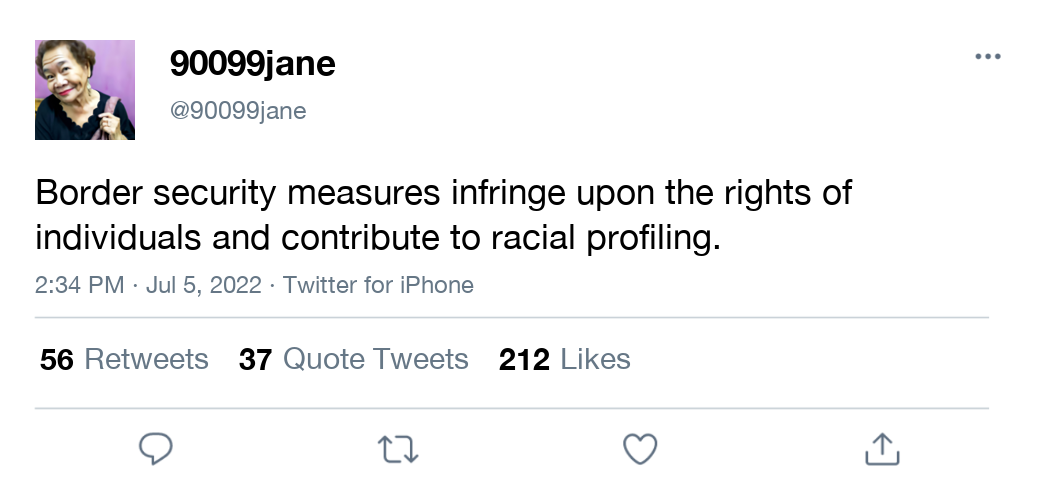 90099jane
@90099jane
Border security measures infringe upon the rights of
individuals and contribute to racial profiling.
2:34 PM · Jul 5, 2022 · Twitter for iPhone
56 Retweets 37 Quote Tweets 212 Likes